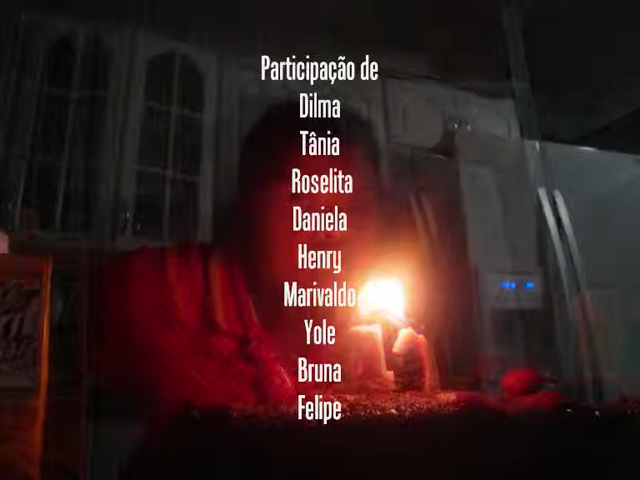 Participação de
Dilma
Tânia
Roselita
Daniela
Henry
Marivaldo
Yole
Bruna
Felipe